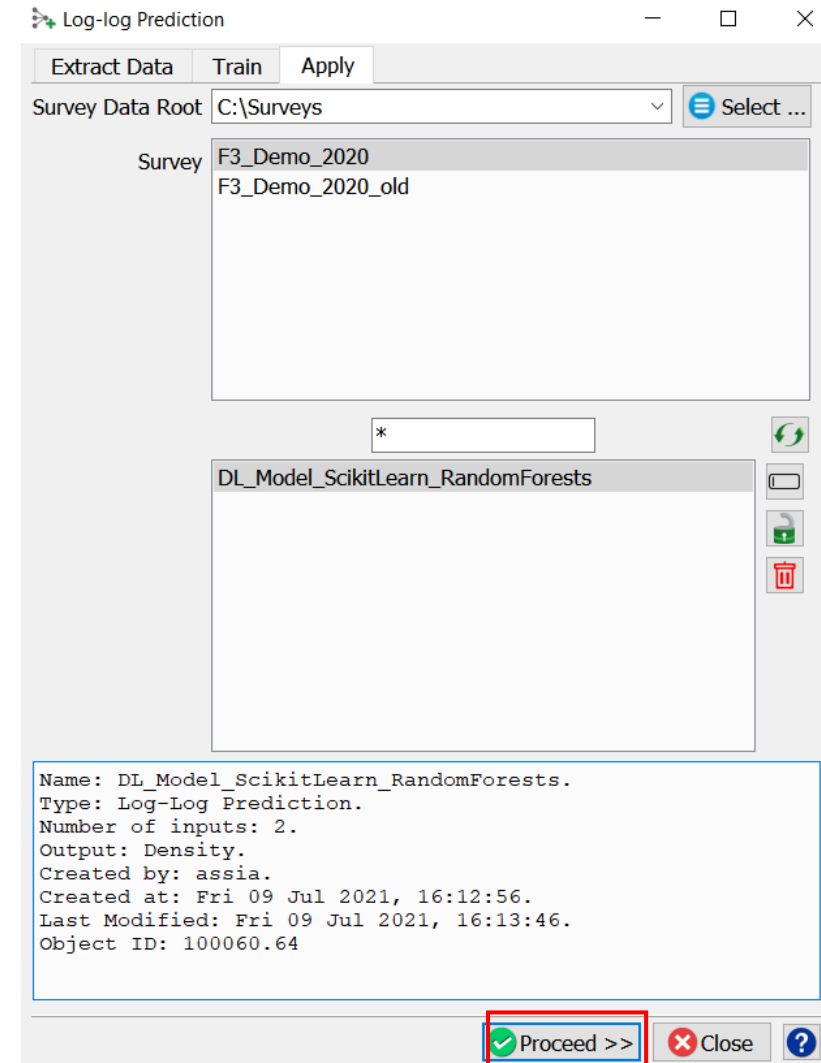 Log-log Prediction
Extract Data Train Apply
Survey Data Root C:\Surveys Select ...
Survey F3_Demo_2020
F3_Demo_2020_old
*
DL_Model_ScikitLearn_RandomForests
Name: DL_Model_ScikitLearn_RandomForests.
Type: Log-Log Prediction.
Number of inputs: 2.
Output: Density.
Created by: assia.
Created at: Fri 09 Jul 2021, 16:12:56.
Last Modified: Fri 09 Jul 2021, 16:13:46.
Object ID: 100060.64
Proceed >> Close ?